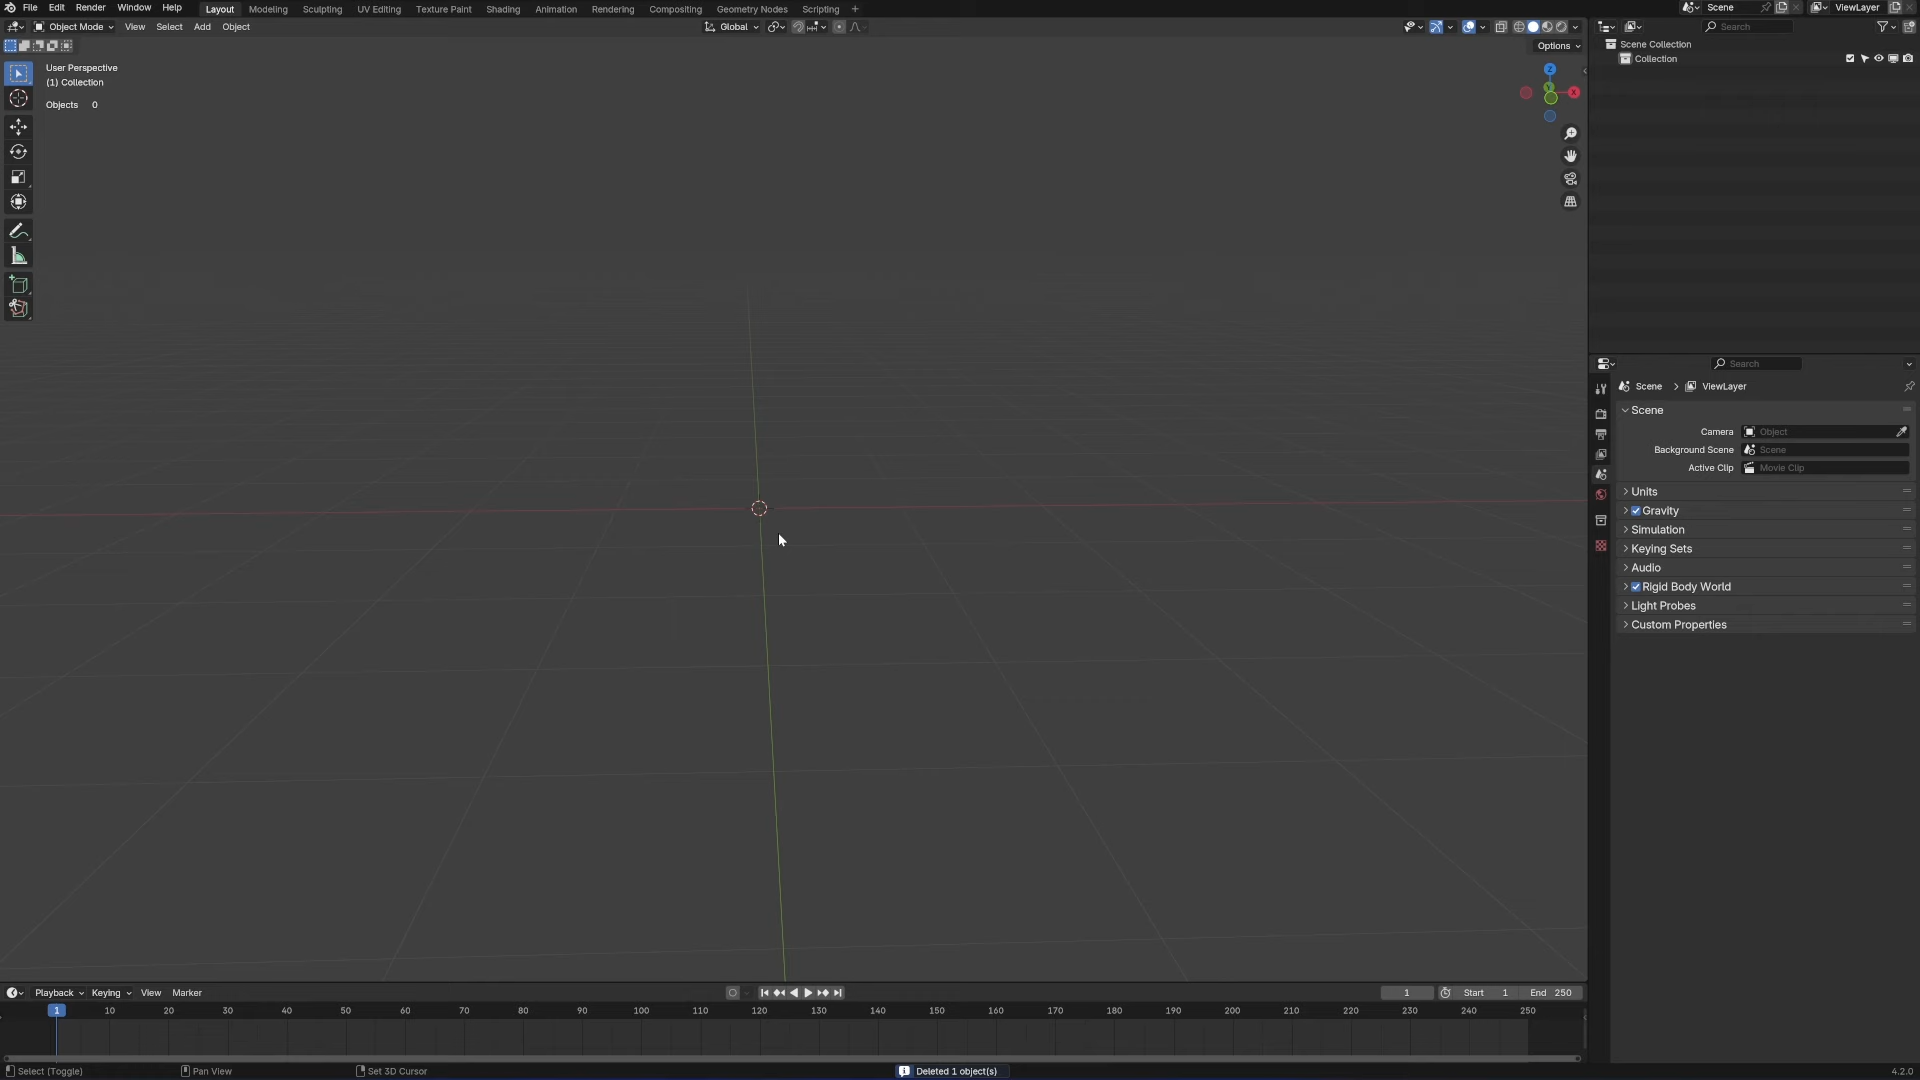 File Edit Render Window Help Layout Modeling Sculpting UV Editing Texture Paint Shading Animation Rendering Compositing Geometry Nodes Scripting + Scene ViewLayer
Object Mode View Select Add Object Global Search
Options
User Perspective
(1) Collection
Objects 0
Z
Y
X
Scene Collection
Collection
Search
Scene > ViewLayer
Scene
Camera Object
Background Scene Scene
Active Clip Movie Clip
Units
Gravity
Simulation
Keying Sets
Audio
Rigid Body World
Light Probes
Custom Properties
Playback Keying View Marker 1 Start 1 End 250
1 10 20 30 40 50 60 70 80 90 100 110 120 130 140 150 160 170 180 190 200 210 220 230 240 250
Select (Toggle) Pan View Set 3D Cursor Deleted 1 object(s) 4.2.0